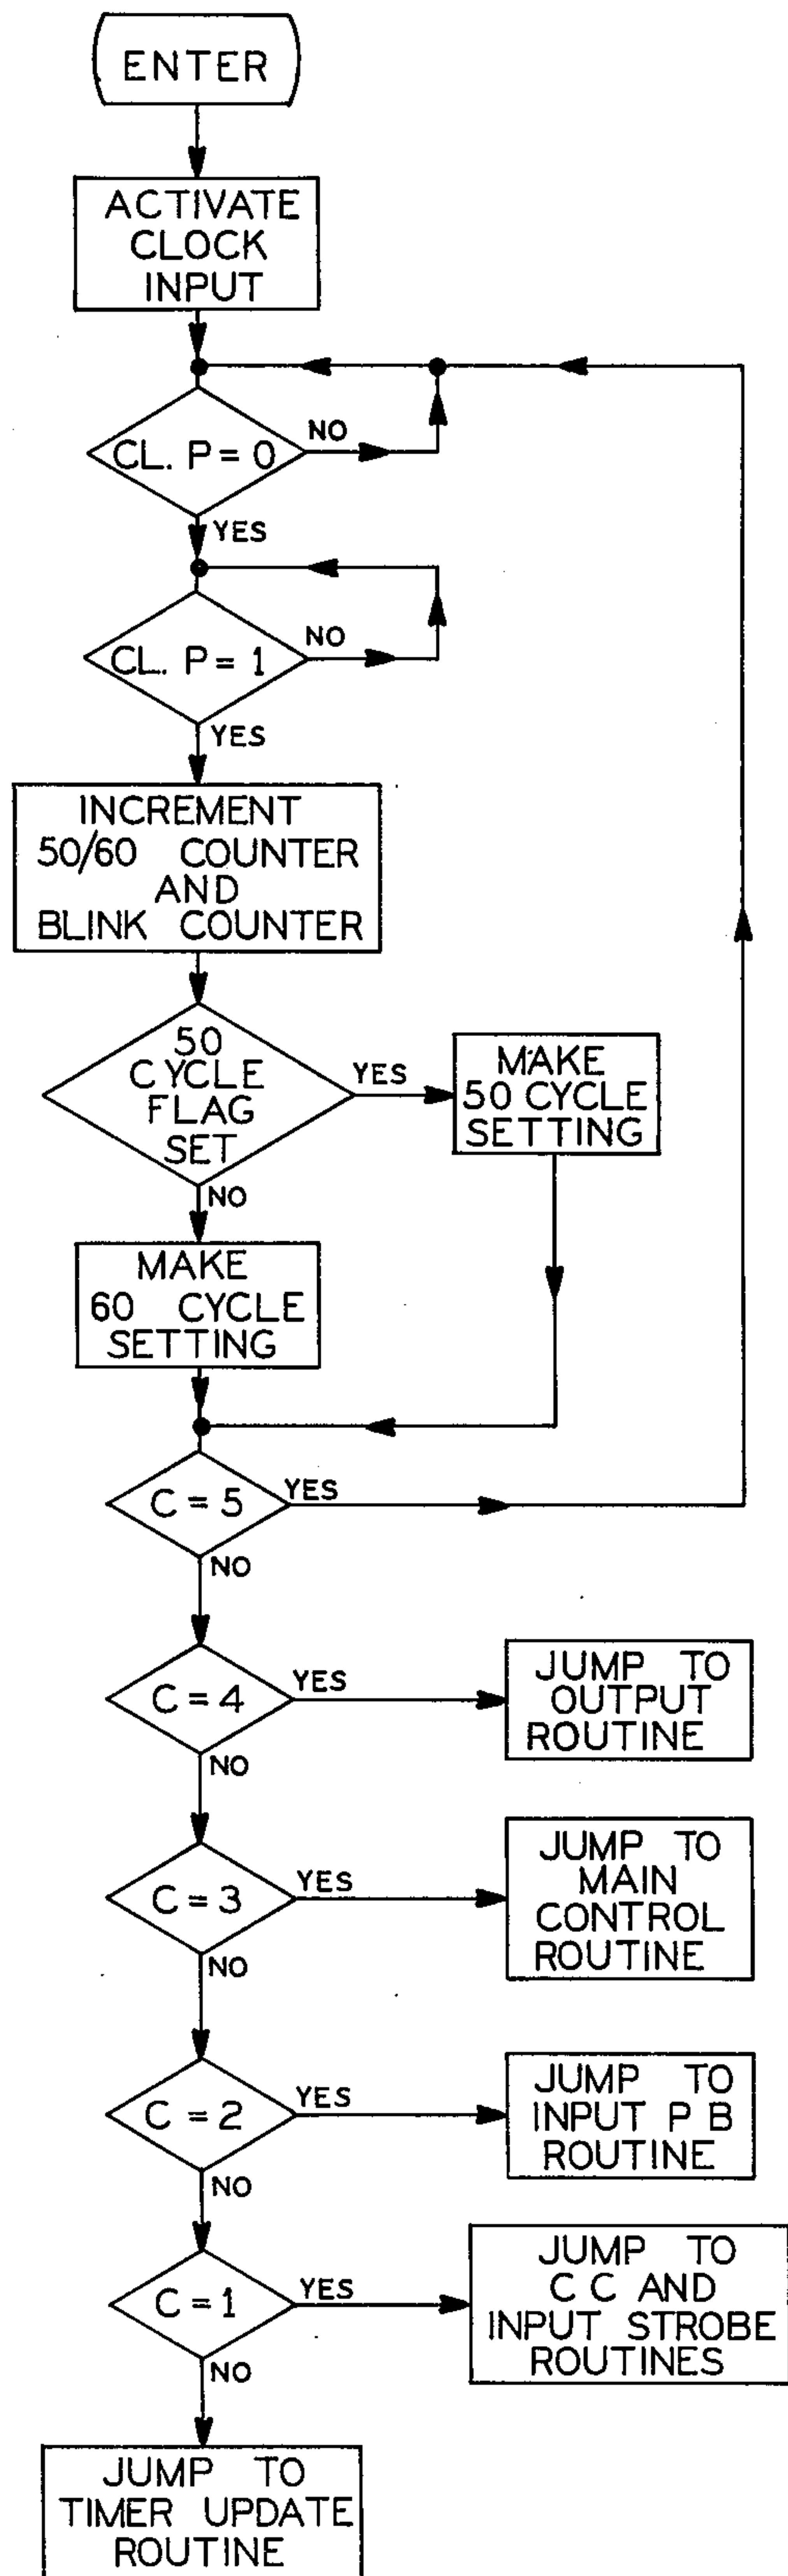 ENTER
ACTIVATE
CLOCK
INPUT
CL. P = 0
NO
YES
CL. P = 1
NO
YES
INCREMENT
50/60 COUNTER
AND
BLINK COUNTER
50
CYCLE
FLAG
SET
YES
NO
MAKE
50 CYCLE
SETTING
MAKE
60 CYCLE
SETTING
C = 5
YES
NO
C = 4
YES
NO
JUMP TO
OUTPUT
ROUTINE
C = 3
YES
NO
JUMP TO
MAIN
CONTROL
ROUTINE
C = 2
YES
NO
JUMP TO
INPUT P B
ROUTINE
C = 1
YES
NO
JUMP TO
C C AND
INPUT STROBE
ROUTINES
JUMP TO
TIMER UPDATE
ROUTINE